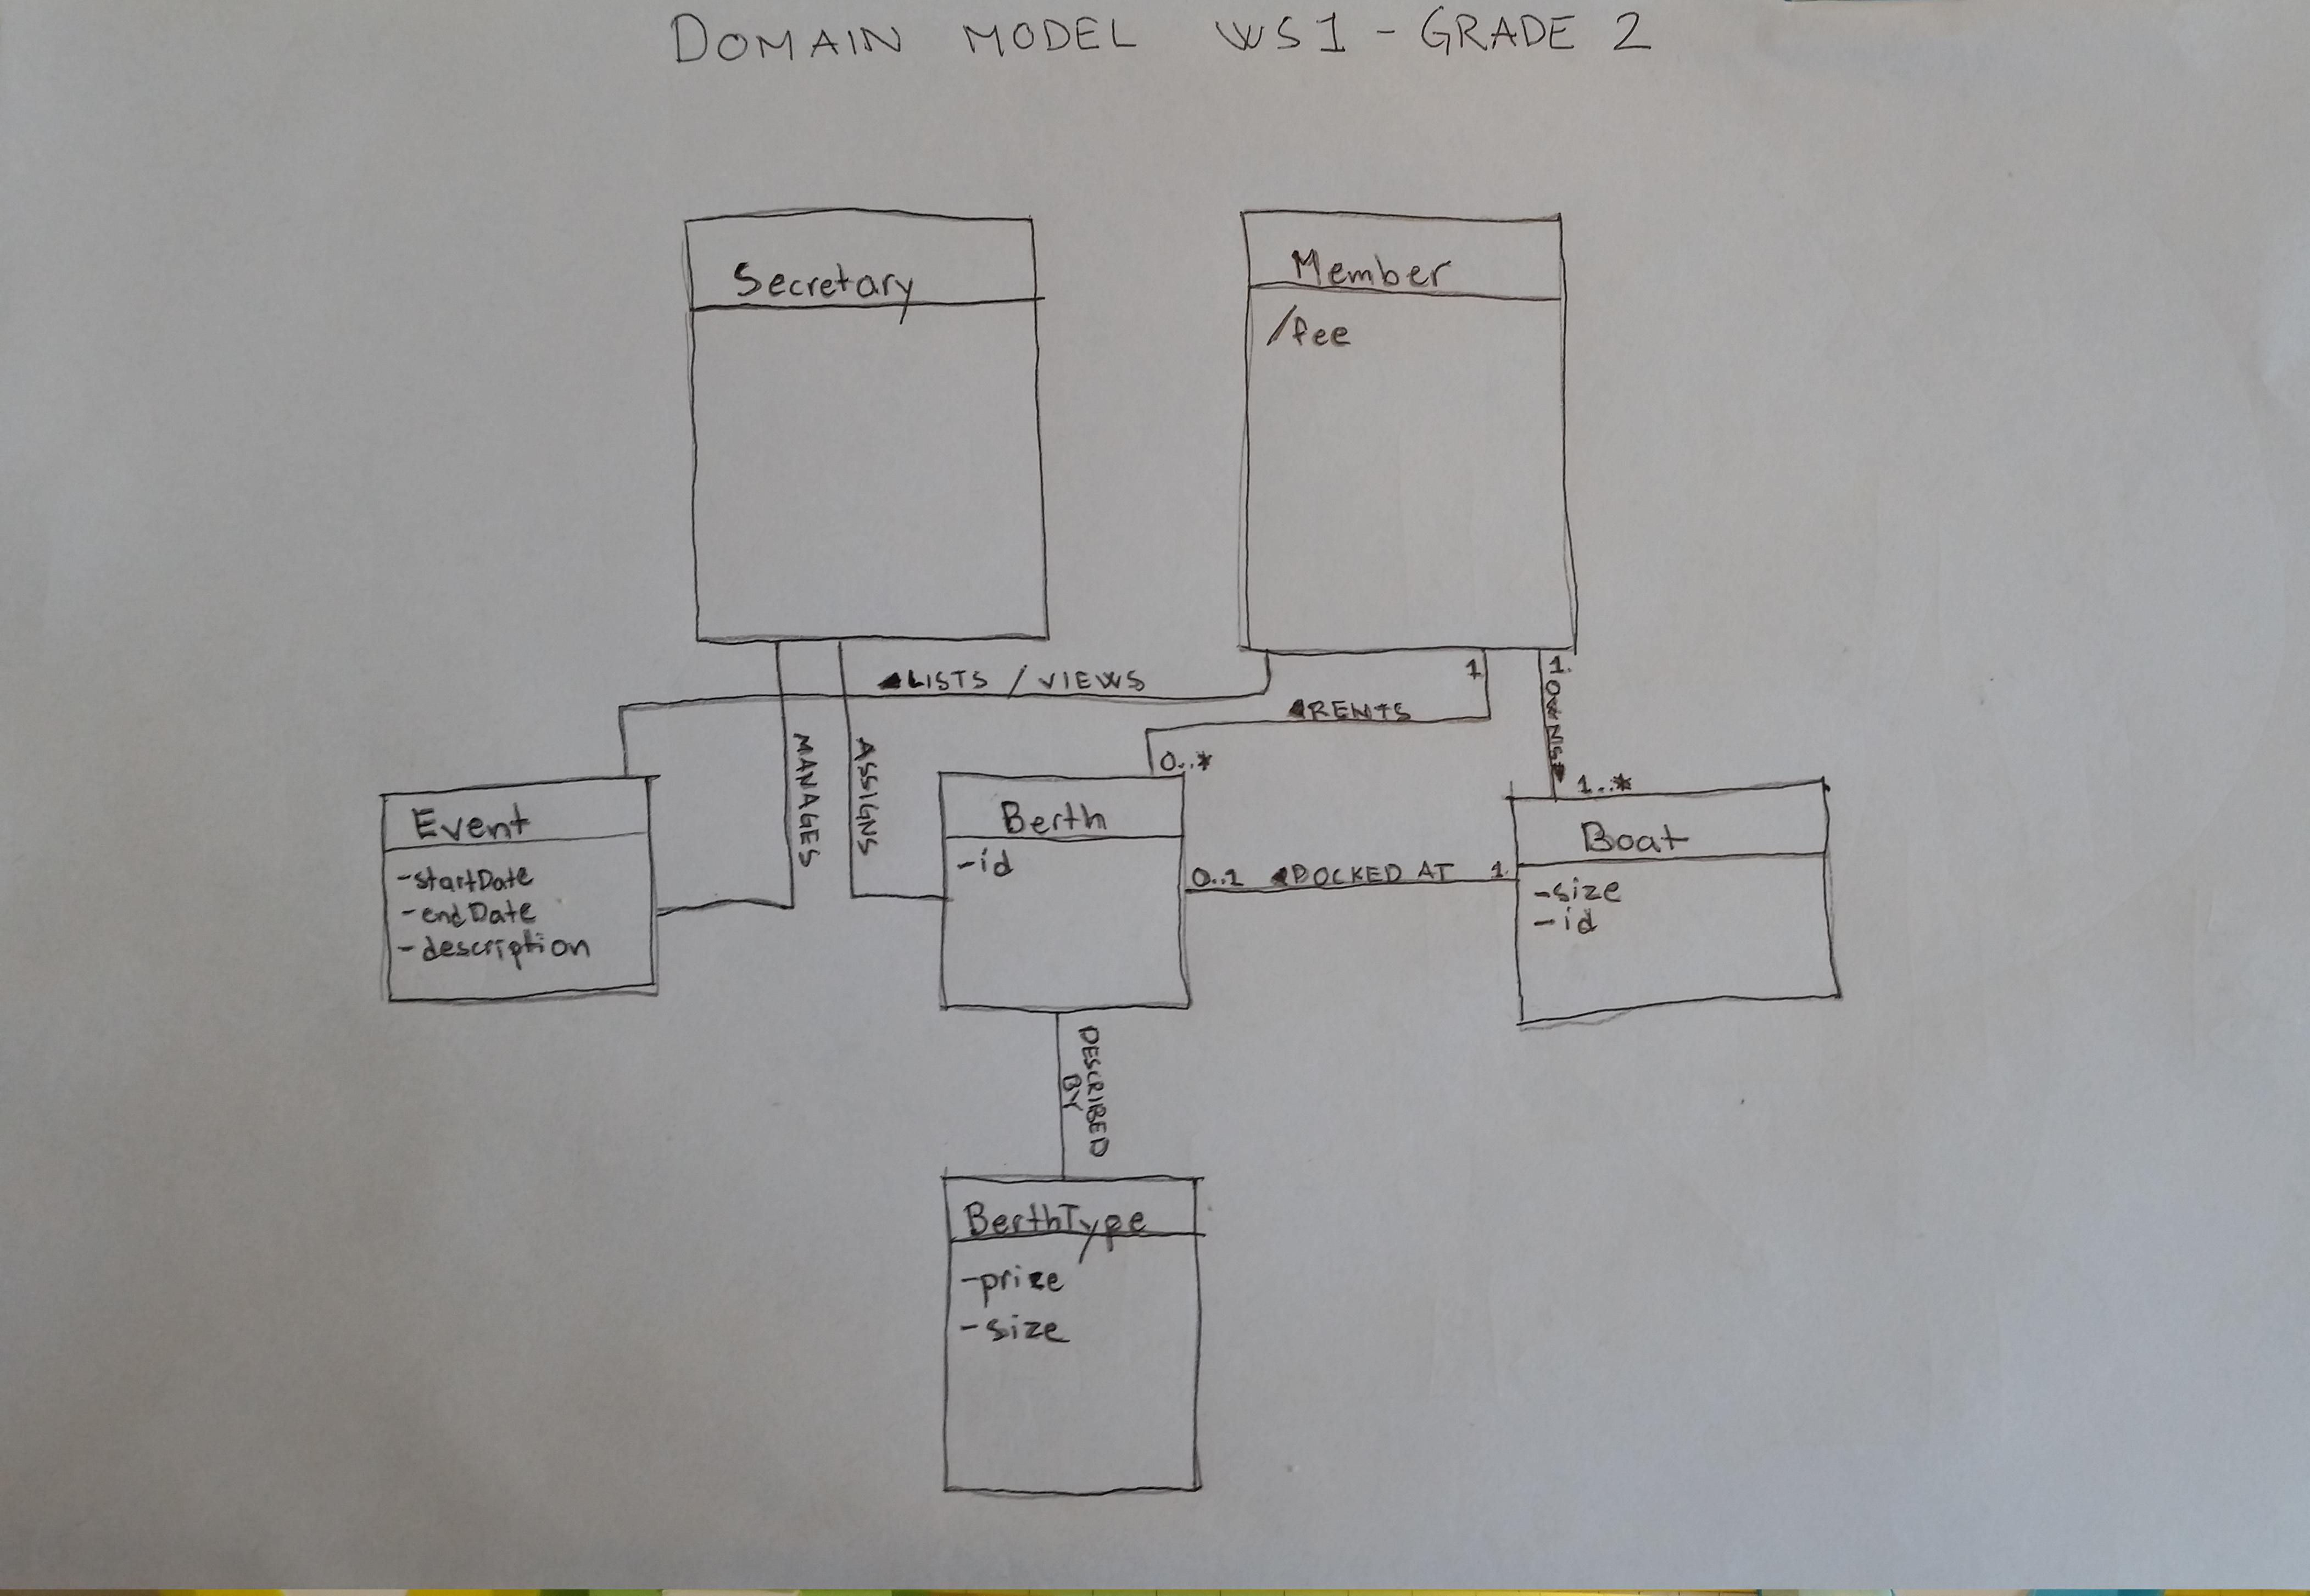 DOMAIN MODEL WS1 - GRADE 2
Secretary
Member
/fee
LISTS / VIEWS
1
1.
RENTS
OWNS
0..*
1..*
MANAGES
ASSIGNS
Event
-startDate
-endDate
-description
Berth
-id
0..1 DOCKED AT 1.
Boat
-size
-id
DESCRIBED
BY
BerthType
-prize
-size